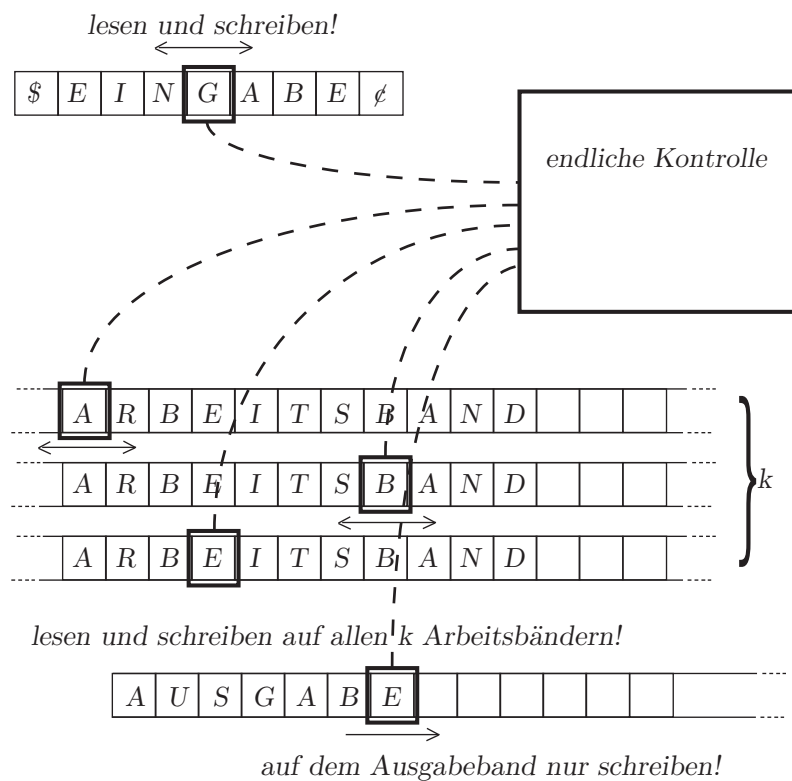 lesen und schreiben!
$ E I N G A B E ¢
endliche Kontrolle
A R B E I T S B A N D
A R B E I T S B A N D
k
A R B E I T S B A N D
lesen und schreiben auf allen k Arbeitsbändern!
A U S G A B E
auf dem Ausgabeband nur schreiben!